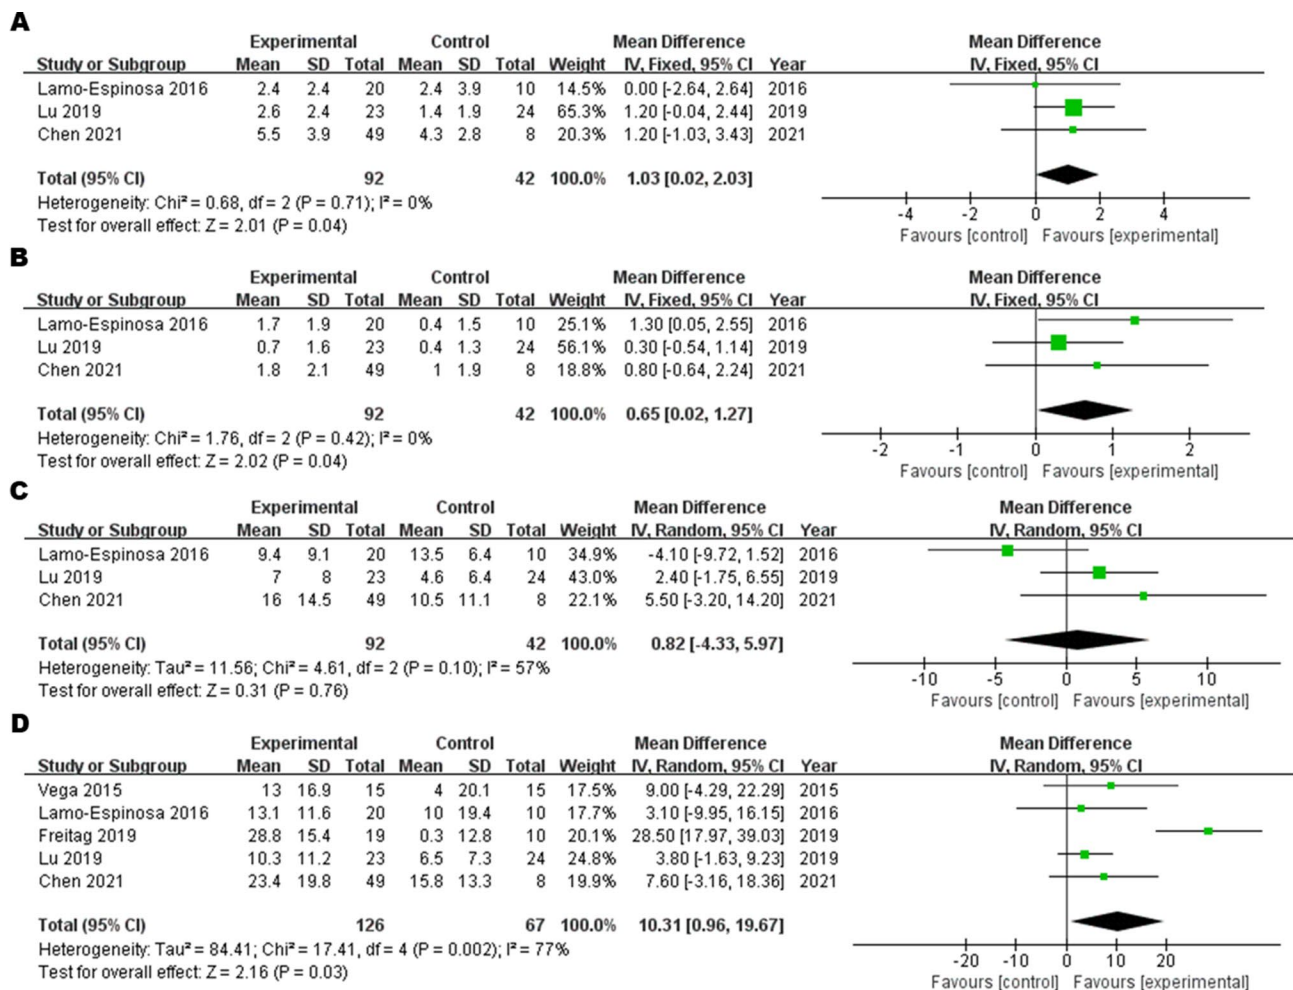 A
Experimental Control Mean Difference Mean Difference
Study or Subgroup Mean SD Total Mean SD Total Weight IV, Fixed, 95% CI Year IV, Fixed, 95% CI
Lamo-Espinosa 2016 2.4 2.4 20 2.4 3.9 10 14.5% 0.00 [-2.64, 2.64] 2016
Lu 2019 2.6 2.4 23 1.4 1.9 24 65.3% 1.20 [-0.04, 2.44] 2019
Chen 2021 5.5 3.9 49 4.3 2.8 8 20.3% 1.20 [-1.03, 3.43] 2021
Total (95% CI) 92 42 100.0% 1.03 [0.02, 2.03]
Heterogeneity: Chi² = 0.68, df = 2 (P = 0.71); I² = 0%
Test for overall effect: Z = 2.01 (P = 0.04)
-4 -2 0 2 4
Favours [control] Favours [experimental]
B
Experimental Control Mean Difference Mean Difference
Study or Subgroup Mean SD Total Mean SD Total Weight IV, Fixed, 95% CI Year IV, Fixed, 95% CI
Lamo-Espinosa 2016 1.7 1.9 20 0.4 1.5 10 25.1% 1.30 [0.05, 2.55] 2016
Lu 2019 0.7 1.6 23 0.4 1.3 24 56.1% 0.30 [-0.54, 1.14] 2019
Chen 2021 1.8 2.1 49 1 1.9 8 18.8% 0.80 [-0.64, 2.24] 2021
Total (95% CI) 92 42 100.0% 0.65 [0.02, 1.27]
Heterogeneity: Chi² = 1.76, df = 2 (P = 0.42); I² = 0%
Test for overall effect: Z = 2.02 (P = 0.04)
-2 -1 0 1 2
Favours [control] Favours [experimental]
C
Experimental Control Mean Difference Mean Difference
Study or Subgroup Mean SD Total Mean SD Total Weight IV, Random, 95% CI Year IV, Random, 95% CI
Lamo-Espinosa 2016 9.4 9.1 20 13.5 6.4 10 34.9% -4.10 [-9.72, 1.52] 2016
Lu 2019 7 8 23 4.6 6.4 24 43.0% 2.40 [-1.75, 6.55] 2019
Chen 2021 16 14.5 49 10.5 11.1 8 22.1% 5.50 [-3.20, 14.20] 2021
Total (95% CI) 92 42 100.0% 0.82 [-4.33, 5.97]
Heterogeneity: Tau² = 11.56; Chi² = 4.61, df = 2 (P = 0.10); I² = 57%
Test for overall effect: Z = 0.31 (P = 0.76)
-10 -5 0 5 10
Favours [control] Favours [experimental]
D
Experimental Control Mean Difference Mean Difference
Study or Subgroup Mean SD Total Mean SD Total Weight IV, Random, 95% CI Year IV, Random, 95% CI
Vega 2015 13 16.9 15 4 20.1 15 17.5% 9.00 [-4.29, 22.29] 2015
Lamo-Espinosa 2016 13.1 11.6 20 10 19.4 10 17.7% 3.10 [-9.95, 16.15] 2016
Freitag 2019 28.8 15.4 19 0.3 12.8 10 20.1% 28.50 [17.97, 39.03] 2019
Lu 2019 10.3 11.2 23 6.5 7.3 24 24.8% 3.80 [-1.63, 9.23] 2019
Chen 2021 23.4 19.8 49 15.8 13.3 8 19.9% 7.60 [-3.16, 18.36] 2021
Total (95% CI) 126 67 100.0% 10.31 [0.96, 19.67]
Heterogeneity: Tau² = 84.41; Chi² = 17.41, df = 4 (P = 0.002); I² = 77%
Test for overall effect: Z = 2.16 (P = 0.03)
-20 -10 0 10 20
Favours [control] Favours [experimental]